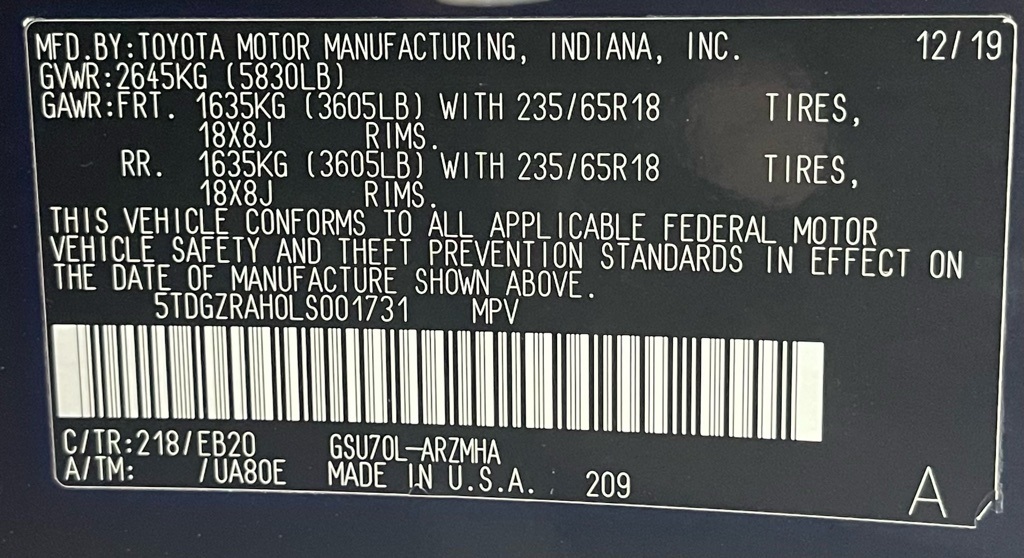 MFD.BY:TOYOTA MOTOR MANUFACTURING, INDIANA, INC. 12/19
GVWR:2645KG (5830LB)
GAWR:FRT. 1635KG (3605LB) WITH 235/65R18 TIRES,
18X8J RIMS.
RR. 1635KG (3605LB) WITH 235/65R18 TIRES,
18X8J RIMS.
THIS VEHICLE CONFORMS TO ALL APPLICABLE FEDERAL MOTOR
VEHICLE SAFETY AND THEFT PREVENTION STANDARDS IN EFFECT ON
THE DATE OF MANUFACTURE SHOWN ABOVE.
5TDGZRAH0LS001731 MPV
C/TR:218/EB20 GSU70L-ARZMHA
A/TM: /UA80E MADE IN U.S.A. 209 A